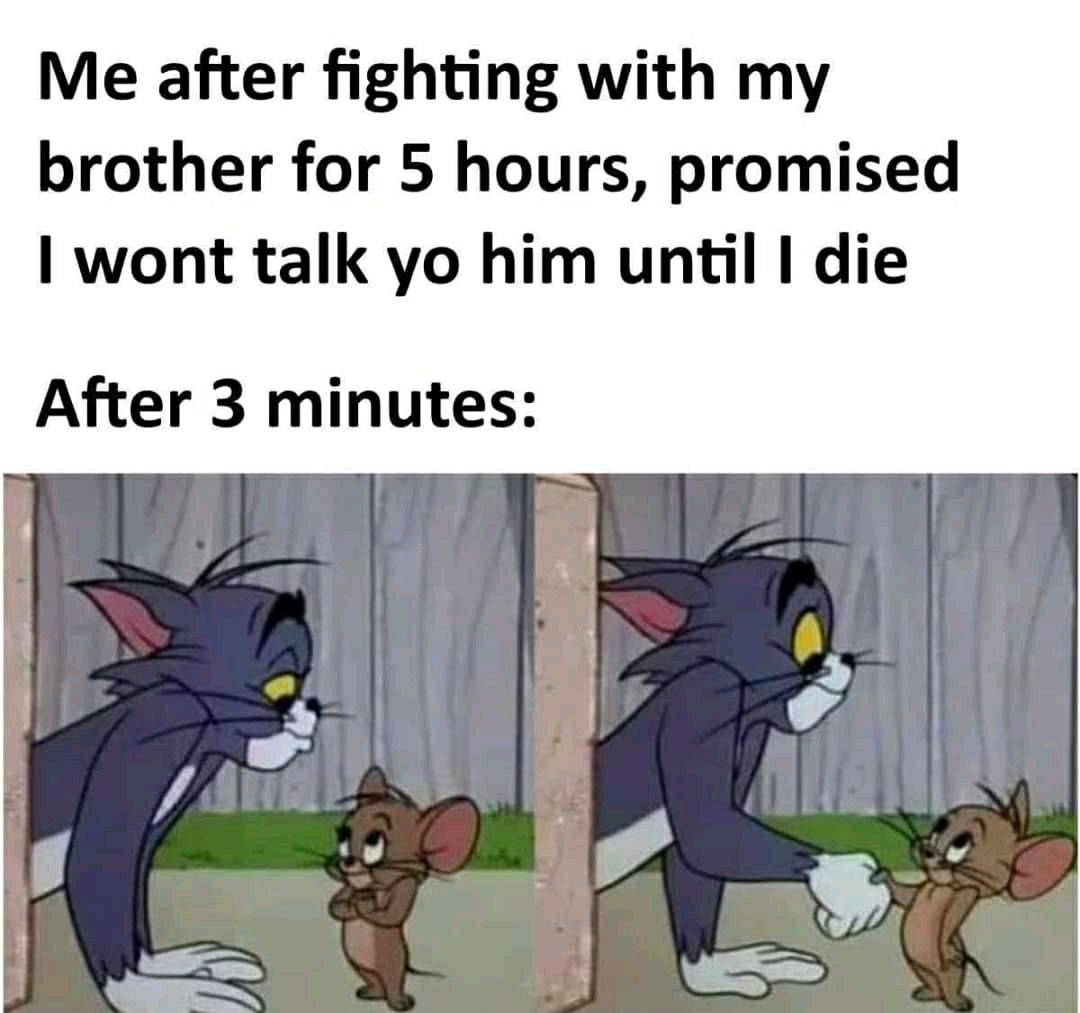 Me after fighting with my
brother for 5 hours, promised
I wont talk yo him until I die
After 3 minutes: